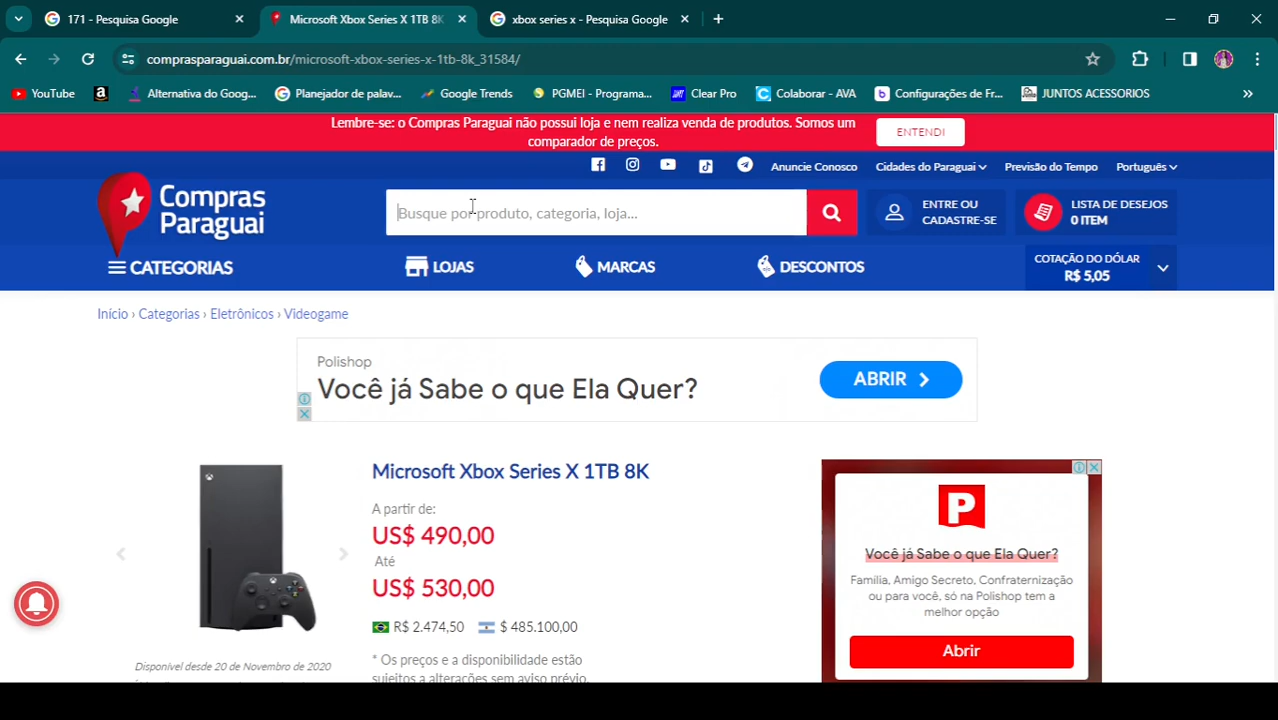 171 - Pesquisa Google
Microsoft Xbox Series X 1TB 8K
xbox series x - Pesquisa Google
comprasparaguai.com.br/microsoft-xbox-series-x-1tb-8k_31584/
YouTube
Alternativa do Goog...
Planejador de palav...
Google Trends
PGMEI - Programa...
Clear Pro
Colaborar - AVA
Configurações de Fr...
JUNTOS ACESSORIOS
Lembre-se: o Compras Paraguai não possui loja e nem realiza venda de produtos. Somos um
comparador de preços.
ENTENDI
Anuncie Conosco
Cidades do Paraguai
Previsão do Tempo
Português
Compras
Paraguai
Busque por produto, categoria, loja...
ENTRE OU
CADASTRE-SE
LISTA DE DESEJOS
0 ITEM
CATEGORIAS
LOJAS
MARCAS
DESCONTOS
COTAÇÃO DO DÓLAR
R$ 5,05
Início › Categorias › Eletrônicos › Videogame
Polishop
Você já Sabe o que Ela Quer?
ABRIR
Microsoft Xbox Series X 1TB 8K
A partir de:
US$ 490,00
Até
US$ 530,00
R$ 2.474,50 $ 485.100,00
* Os preços e a disponibilidade estão
sujeitos a alterações sem aviso prévio.
Disponível desde 20 de Novembro de 2020
P
Você já Sabe o que Ela Quer?
Família, Amigo Secreto, Confraternização
ou para você, só na Polishop tem a
melhor opção
Abrir